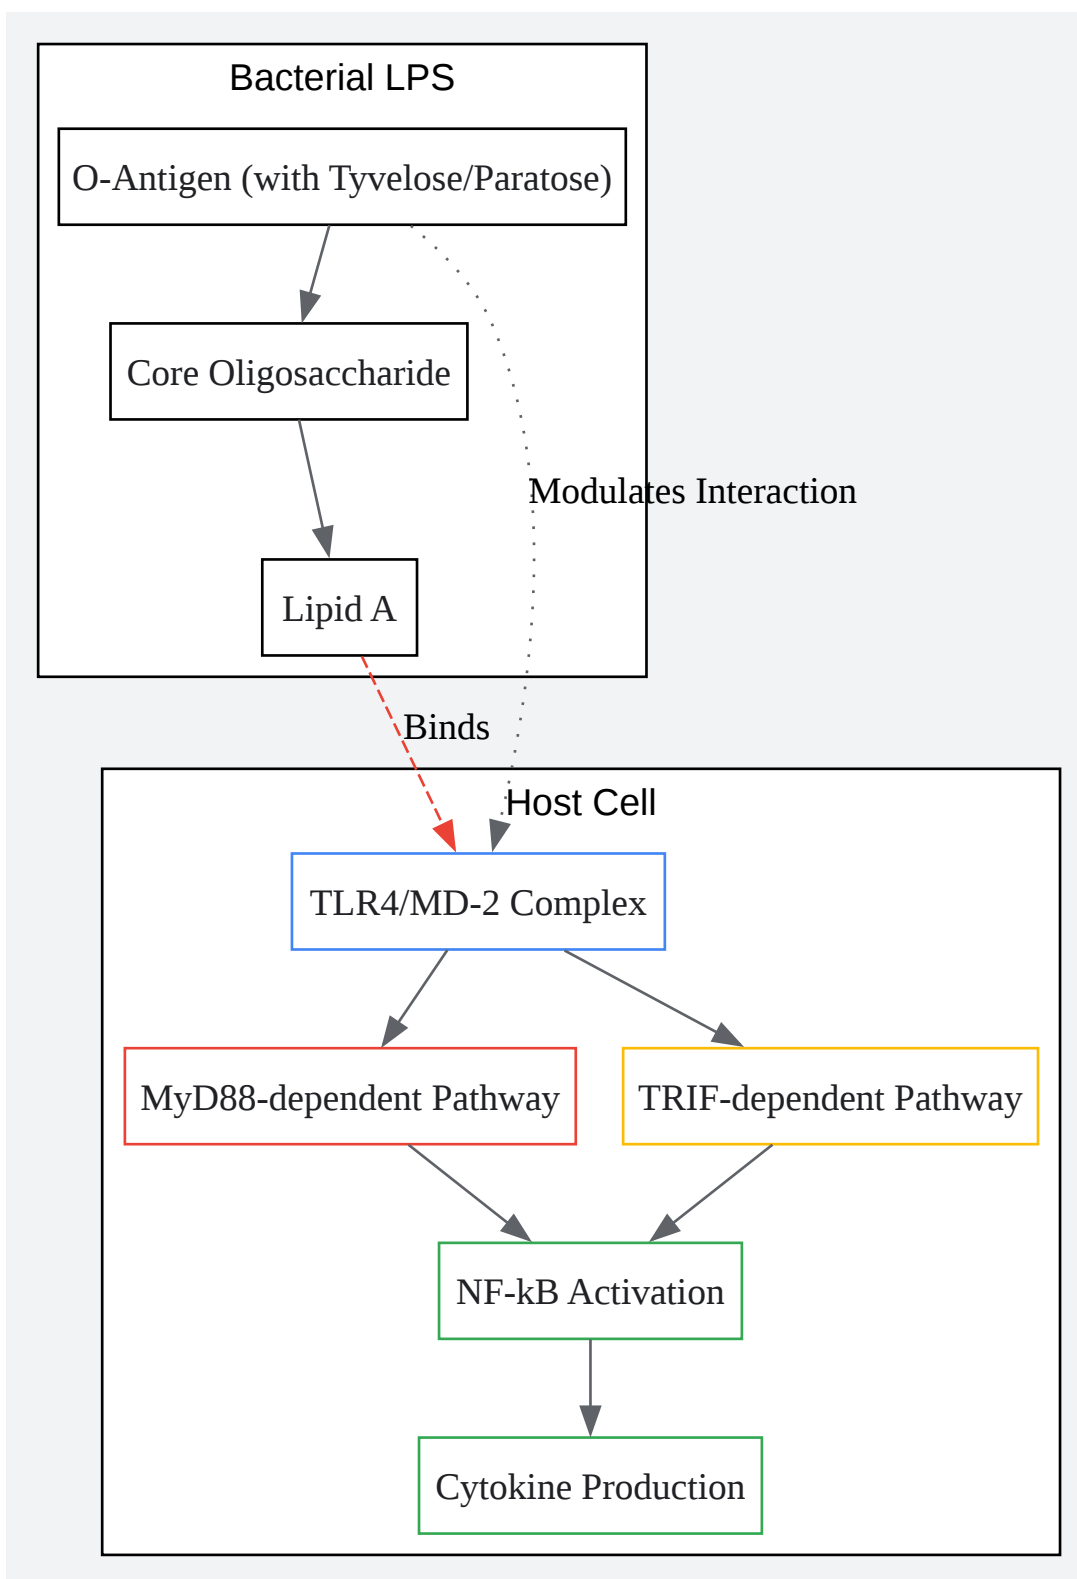 Bacterial LPS
O-Antigen (with Tyvelose/Paratose)
Core Oligosaccharide
Modulates Interaction
Lipid A
Binds
Host Cell
TLR4/MD-2 Complex
MyD88-dependent Pathway
TRIF-dependent Pathway
NF-kB Activation
Cytokine Production